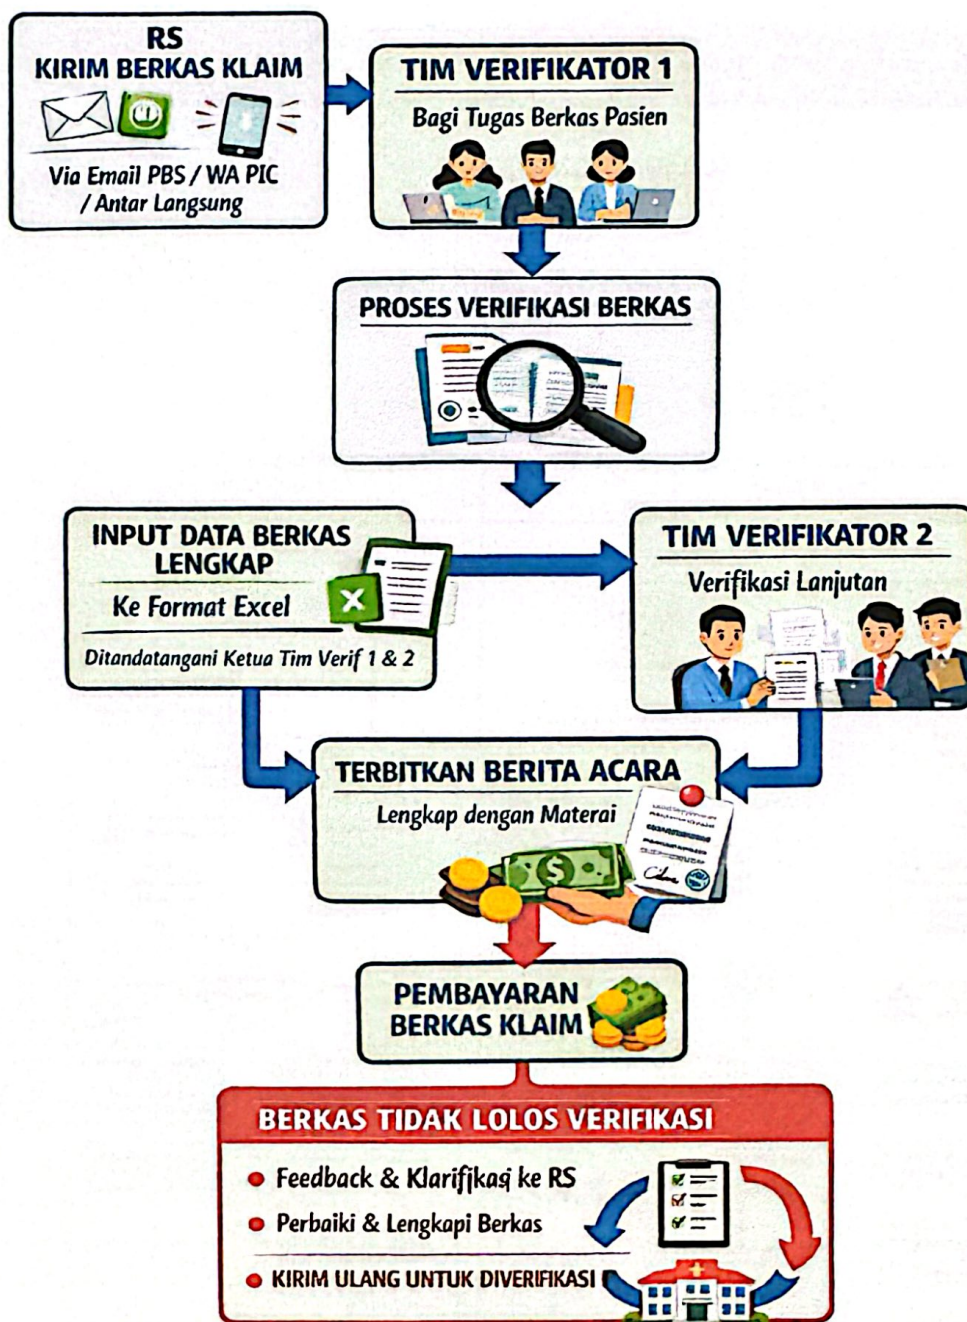 RS
KIRIM BERKAS KLAIM
Via Email PBS / WA PIC
/ Antar Langsung
TIM VERIFIKATOR 1
Bagi Tugas Berkas Pasien
PROSES VERIFIKASI BERKAS
INPUT DATA BERKAS
LENGKAP
Ke Format Excel
X
Ditandatangani Ketua Tim Verif 1 & 2
TIM VERIFIKATOR 2
Verifikasi Lanjutan
TERBITKAN BERITA ACARA
Lengkap dengan Materai
$
PEMBAYARAN
BERKAS KLAIM
BERKAS TIDAK LOLOS VERIFIKASI
Feedback & Klarifikasi ke RS
Perbaiki & Lengkapi Berkas
KIRIM ULANG UNTUK DIVERIFIKASI